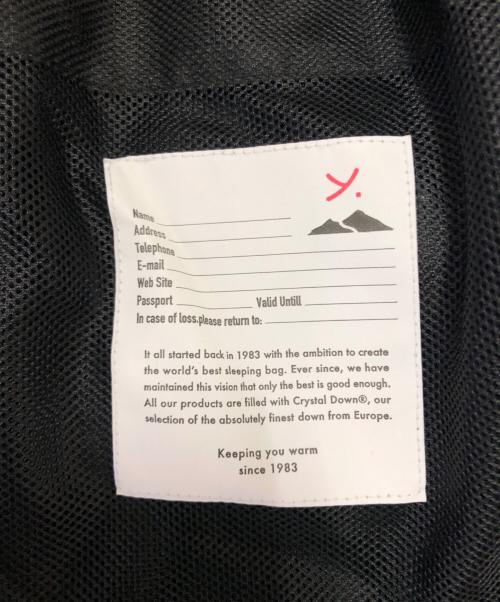 y.
Name
Address
Telephone
E-mail
Web Site
Passport Valid Untill
In case of loss,please return to:
It all started back in 1983 with the ambition to create
the world's best sleeping bag. Ever since, we have
maintained this vision that only the best is good enough.
All our products are filled with Crystal Down®, our
selection of the absolutely finest down from Europe.
Keeping you warm
since 1983